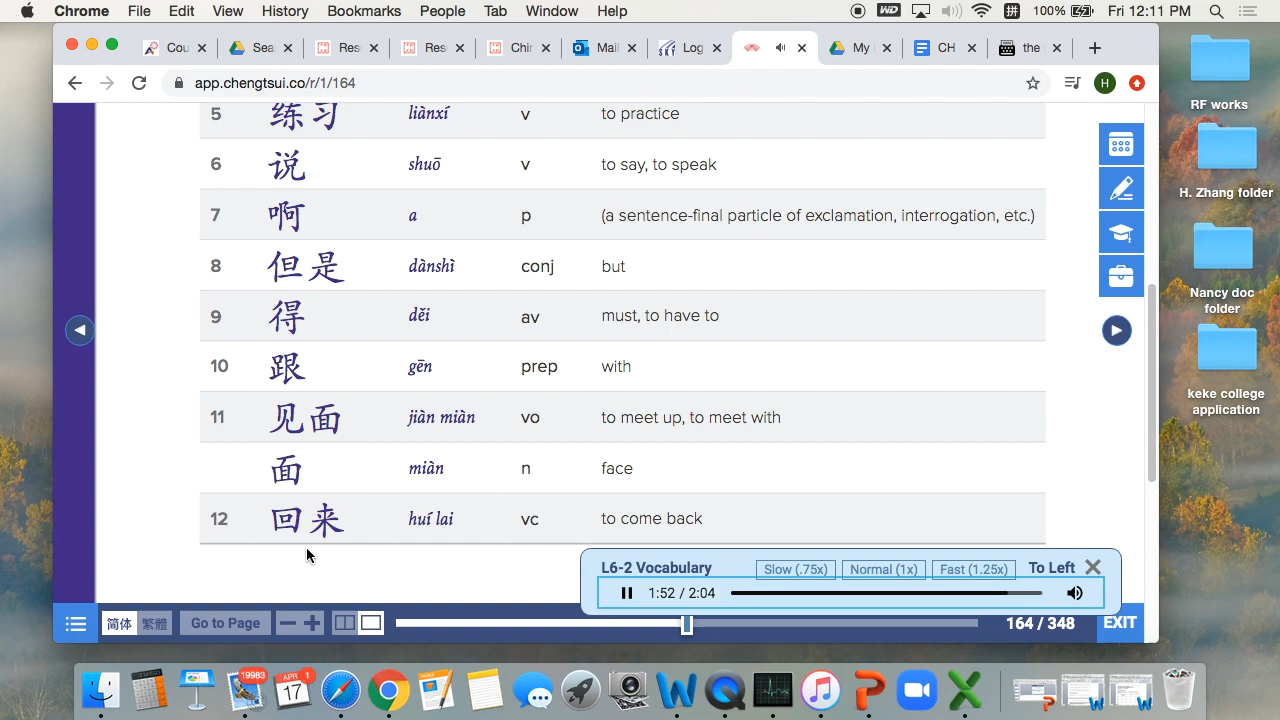 Chrome File Edit View History Bookmarks People Tab Window Help 100% Fri 12:11 PM
Cou Sea Res Res Chir Mail Log My CH the
app.chengtsui.co/r/1/164 H
5 练习 liànxí v to practice
6 说 shuō v to say, to speak
7 啊 a p (a sentence-final particle of exclamation, interrogation, etc.)
8 但是 dànshì conj but
9 得 děi av must, to have to
10 跟 gēn prep with
11 见面 jiàn miàn vo to meet up, to meet with
面 miàn n face
12 回来 huí lai vc to come back
L6-2 Vocabulary Slow (.75x) Normal (1x) Fast (1.25x) To Left
1:52 / 2:04
简体 繁體 Go to Page 164 / 348 EXIT
RF works
H. Zhang folder
Nancy doc
folder
keke college
application
19983 APR 17 1